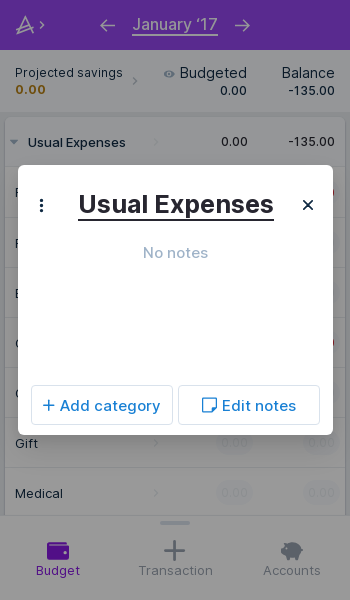 January ‘17
Projected savings
0.00
Budgeted
0.00
Balance
-135.00
Usual Expenses
0.00
-135.00
Usual Expenses
No notes
Add category
Edit notes
Gift
0.00
0.00
Medical
0.00
0.00
Budget
Transaction
Accounts